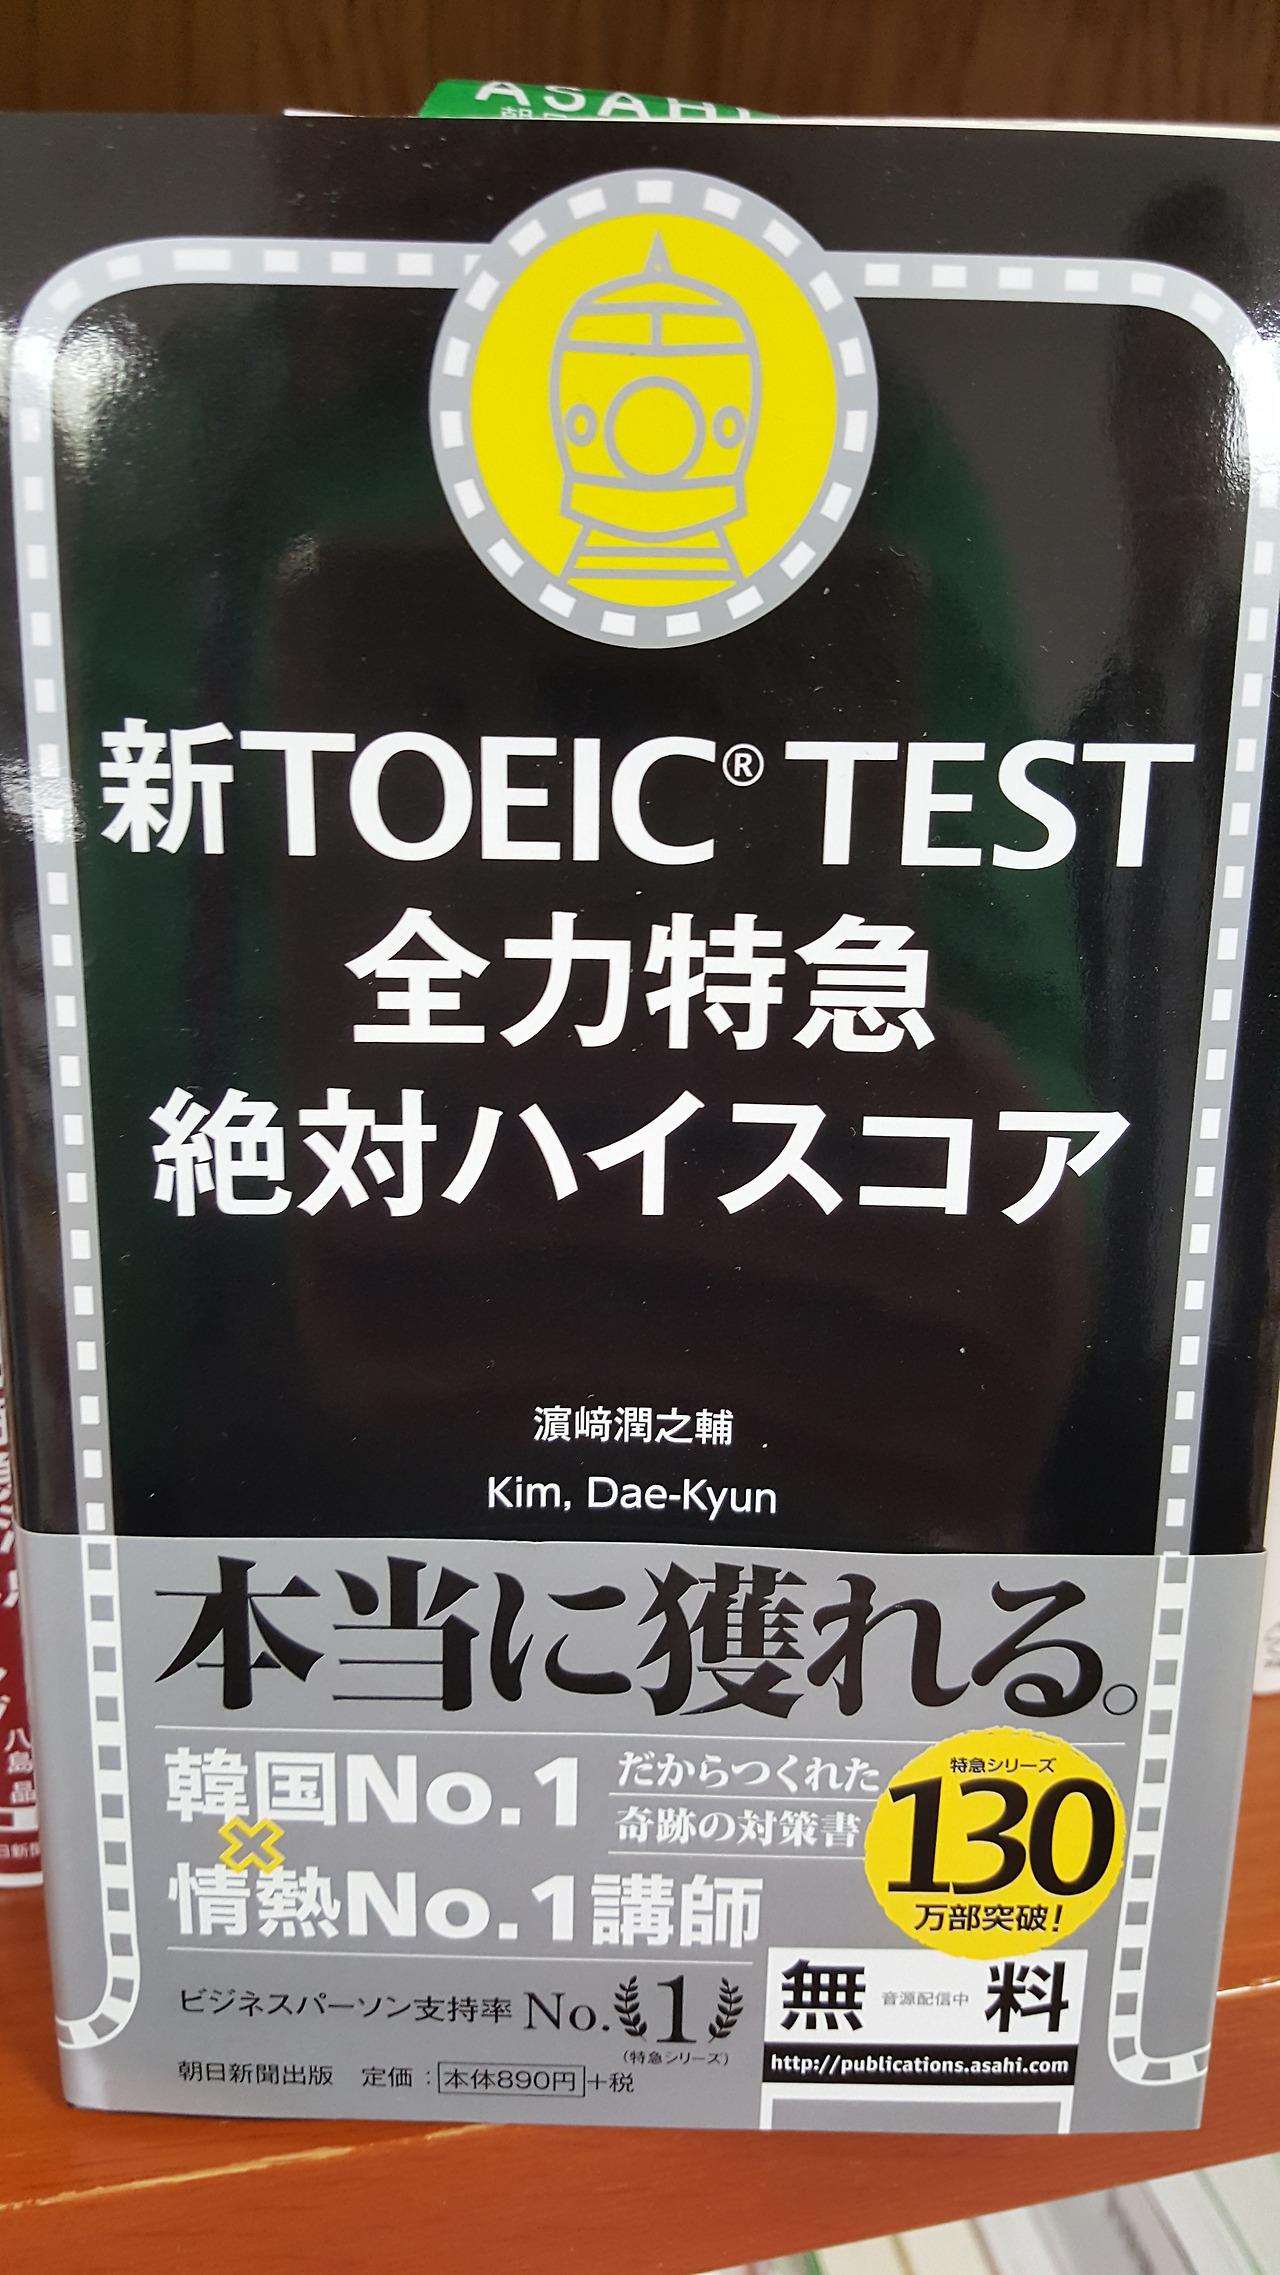 ASAHI
新TOEIC® TEST
全力特急
絶対ハイスコア
濵﨑潤之輔
Kim, Dae-Kyun
本当に獲れる。
韓国No.1
×
情熱No.1講師
だからつくれた
奇跡の対策書
特急シリーズ
130
万部突破!
ビジネスパーソン支持率 No.1
(特急シリーズ)
無 音源配信中 料
http://publications.asahi.com
朝日新聞出版 定価:本体890円+税
八島 晶